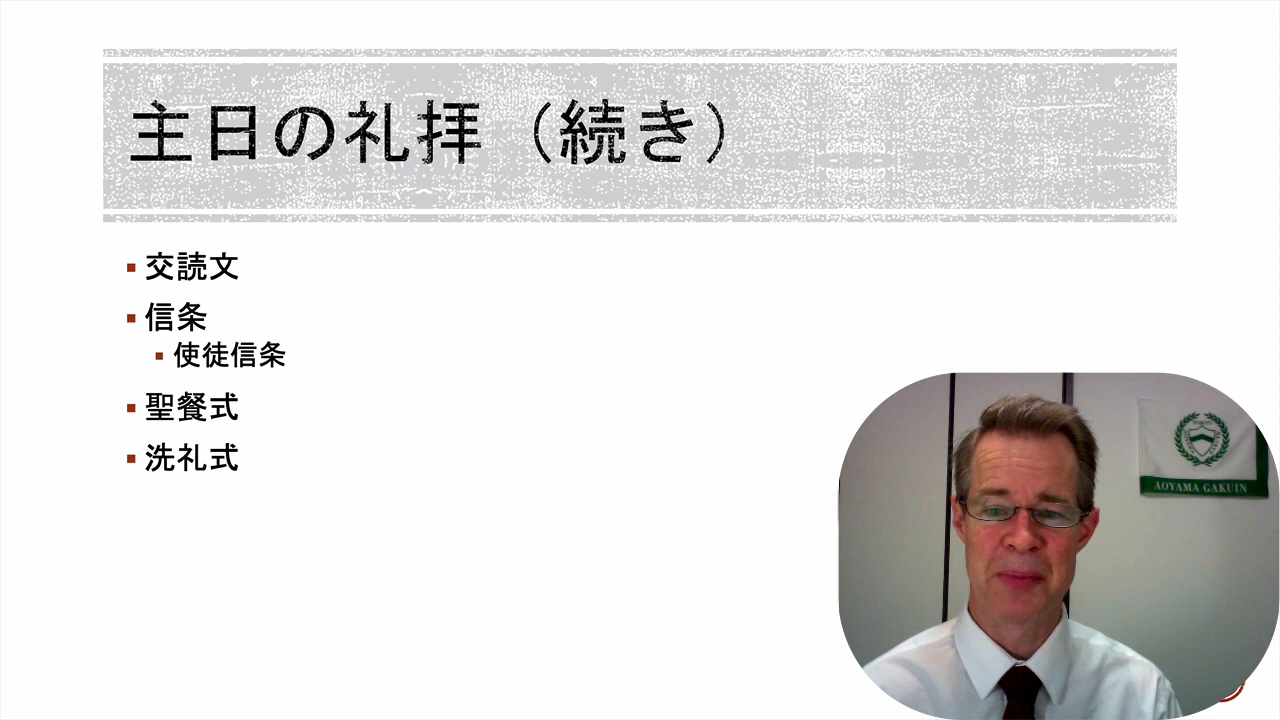 主日の礼拝（続き）
交読文
信条
使徒信条
聖餐式
洗礼式
AOYAMA GAKUIN